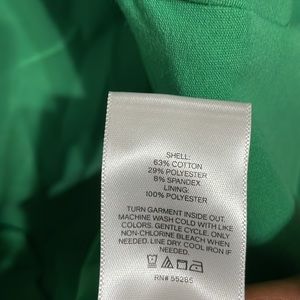 SHELL:
63% COTTON
29% POLYESTER
8% SPANDEX
LINING:
100% POLYESTER
TURN GARMENT INSIDE OUT.
MACHINE WASH COLD WITH LIKE
COLORS. GENTLE CYCLE. ONLY
NON-CHLORINE BLEACH WHEN
NEEDED. LINE DRY. COOL IRON IF
NEEDED.
RN# 55285